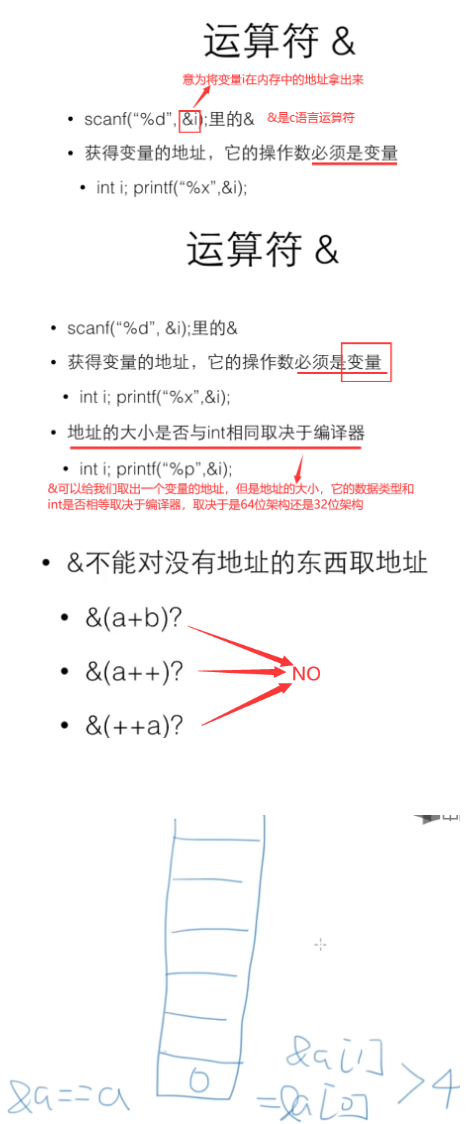 运算符 &
意为将变量i在内存中的地址拿出来
• scanf(“%d”, &i);里的& &是c语言运算符
• 获得变量的地址，它的操作数必须是变量
• int i; printf(“%x”,&i);
运算符 &
• scanf(“%d”, &i);里的&
• 获得变量的地址，它的操作数必须是变量
• int i; printf(“%x”,&i);
• 地址的大小是否与int相同取决于编译器
• int i; printf(“%p”,&i);
&可以给我们取出一个变量的地址，但是地址的大小，它的数据类型和
int是否相等取决于编译器，取决于是64位架构还是32位架构
• &不能对没有地址的东西取地址
• &(a+b)?
• &(a++)?
NO
• &(++a)?
&a[1]
0
&a==a
=&a[0] >4